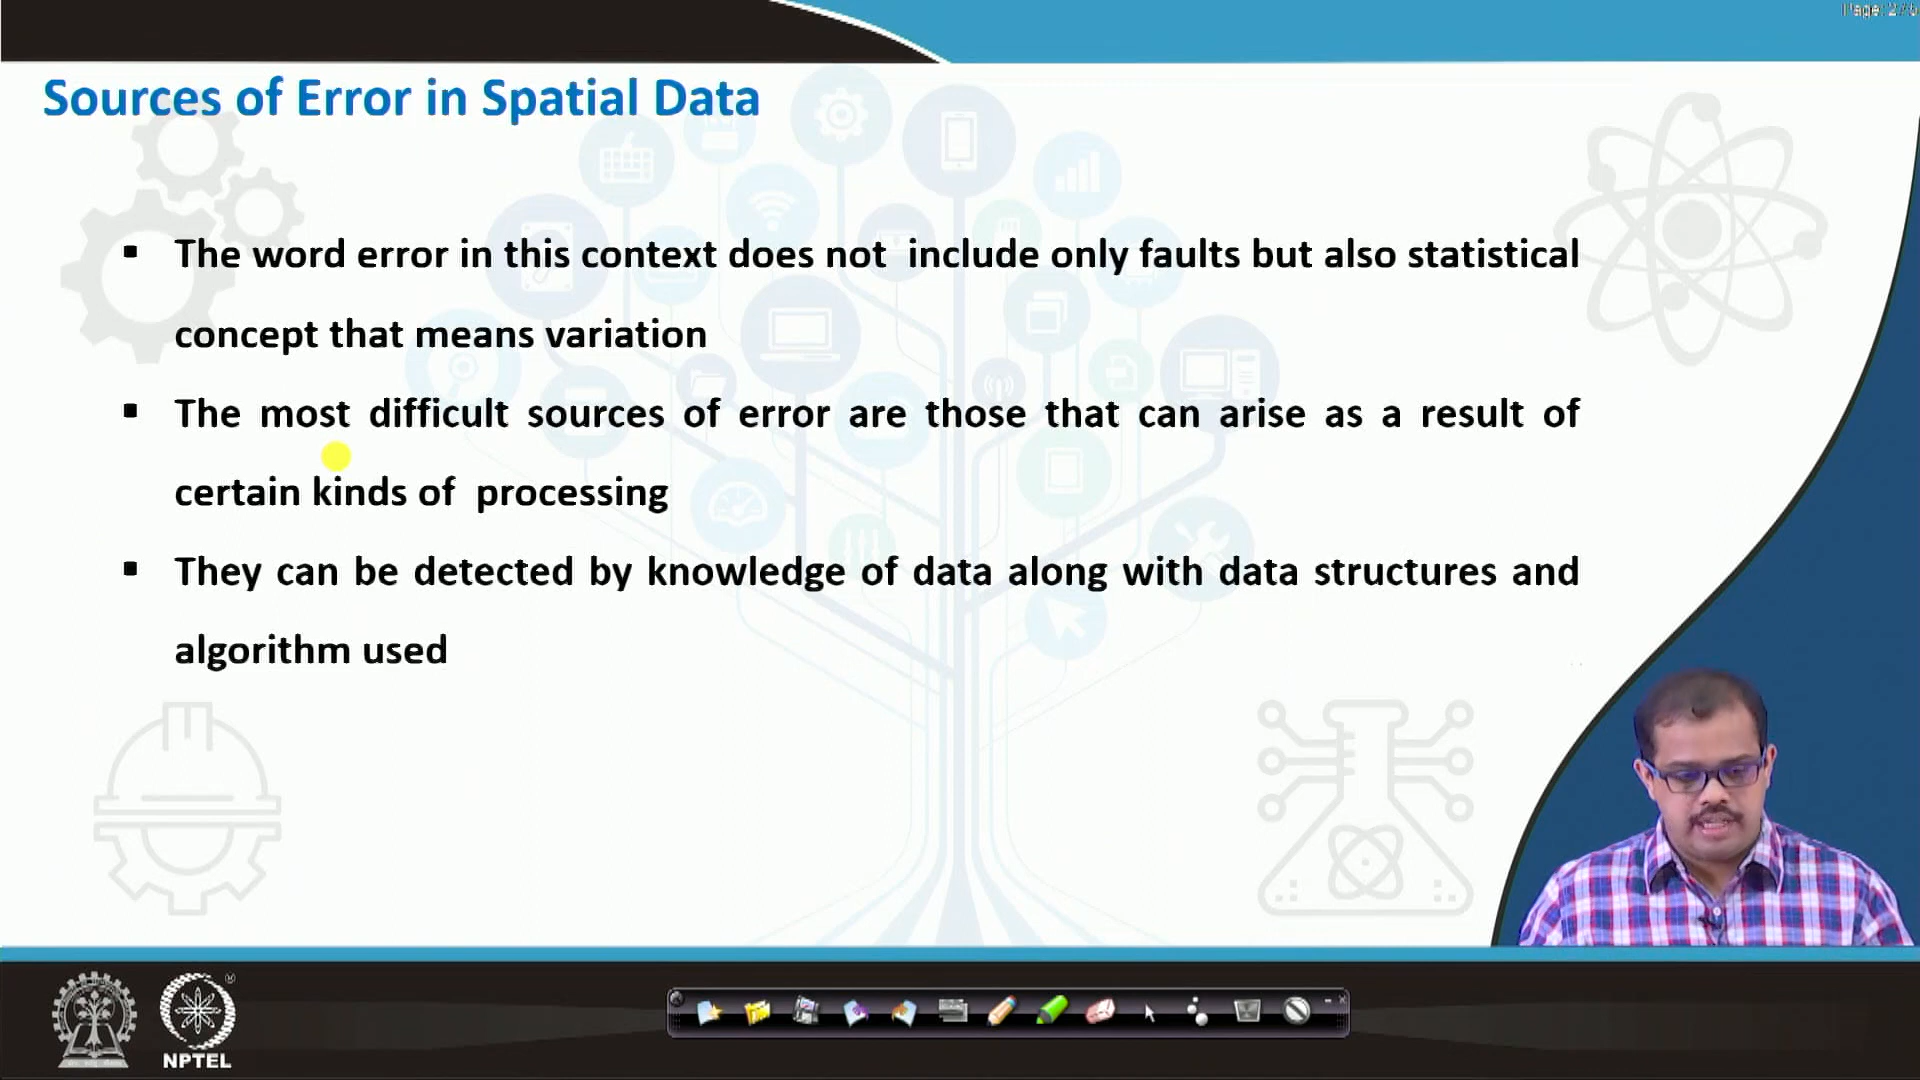 Sources of Error in Spatial Data
▪ The word error in this context does not include only faults but also statistical
concept that means variation
▪ The most difficult sources of error are those that can arise as a result of
certain kinds of processing
▪ They can be detected by knowledge of data along with data structures and
algorithm used
NPTEL